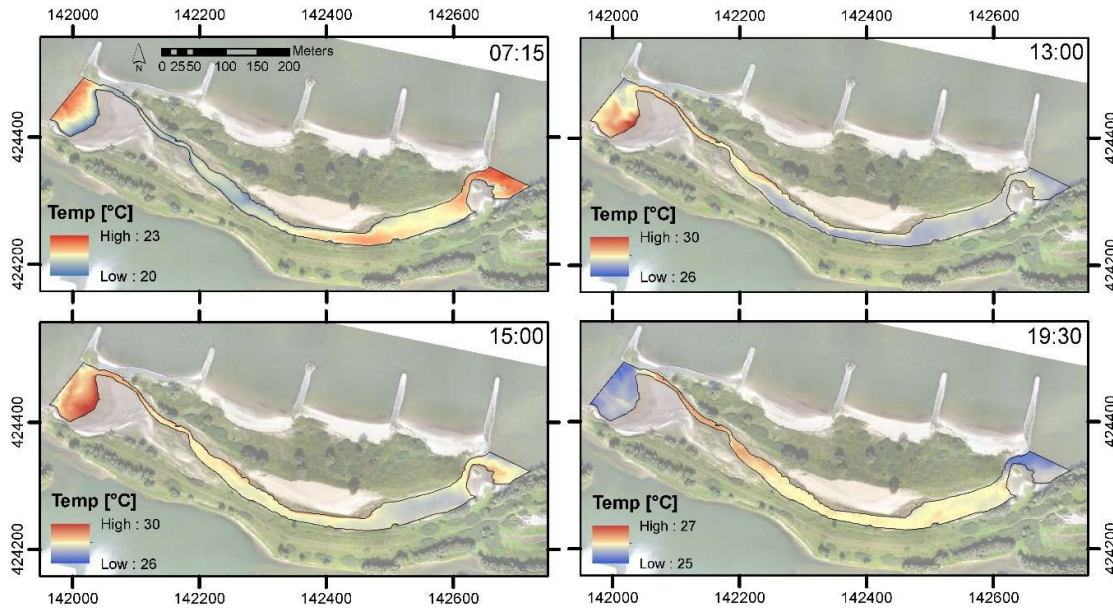 142000 142200 142400 142600 142000 142200 142400 142600
07:15
Meters
0 25 50 100 150 200
N
424400
424200
Temp [°C]
High : 23
Low : 20
13:00
424400
424200
Temp [°C]
High : 30
Low : 26
15:00
424400
424200
Temp [°C]
High : 30
Low : 26
19:30
424400
424200
Temp [°C]
High : 27
Low : 25
142000 142200 142400 142600 142000 142200 142400 142600